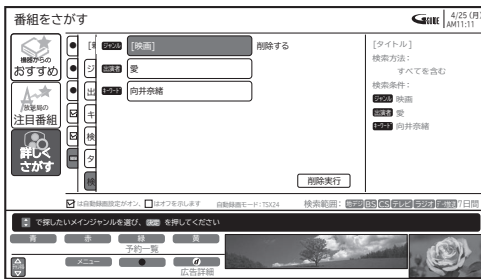 番組をさがす
GGUIDE
4/25 (月)
AM11:11
機器からの
おすすめ
放送局の
注目番組
詳しく
さがす
ジャンル [映画]
削除する
出演者 愛
キーワード 向井奈緒
削除実行
[タイトル]
検索方法：
すべてを含む
検索条件：
ジャンル 映画
出演者 愛
キーワード 向井奈緒
は自動録画設定がオン、 はオフを示します
自動録画モード：TSX24
検索範囲：地デジ BS CS テレビ ラジオ データ 7日間
で探したいメインジャンルを選び、 決定 を押してください
青
赤
緑
黄
予約一覧
メニュー
d
広告詳細